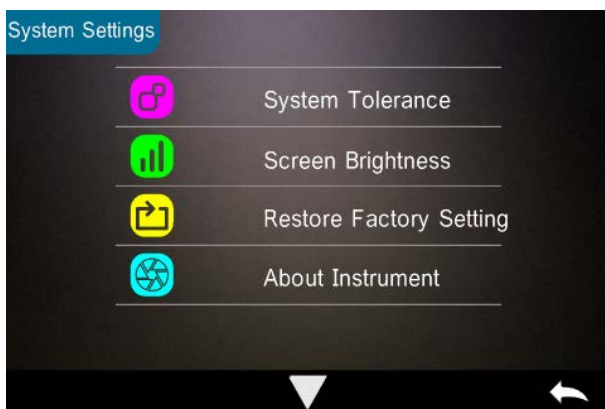 System Settings
System Tolerance
Screen Brightness
Restore Factory Setting
About Instrument